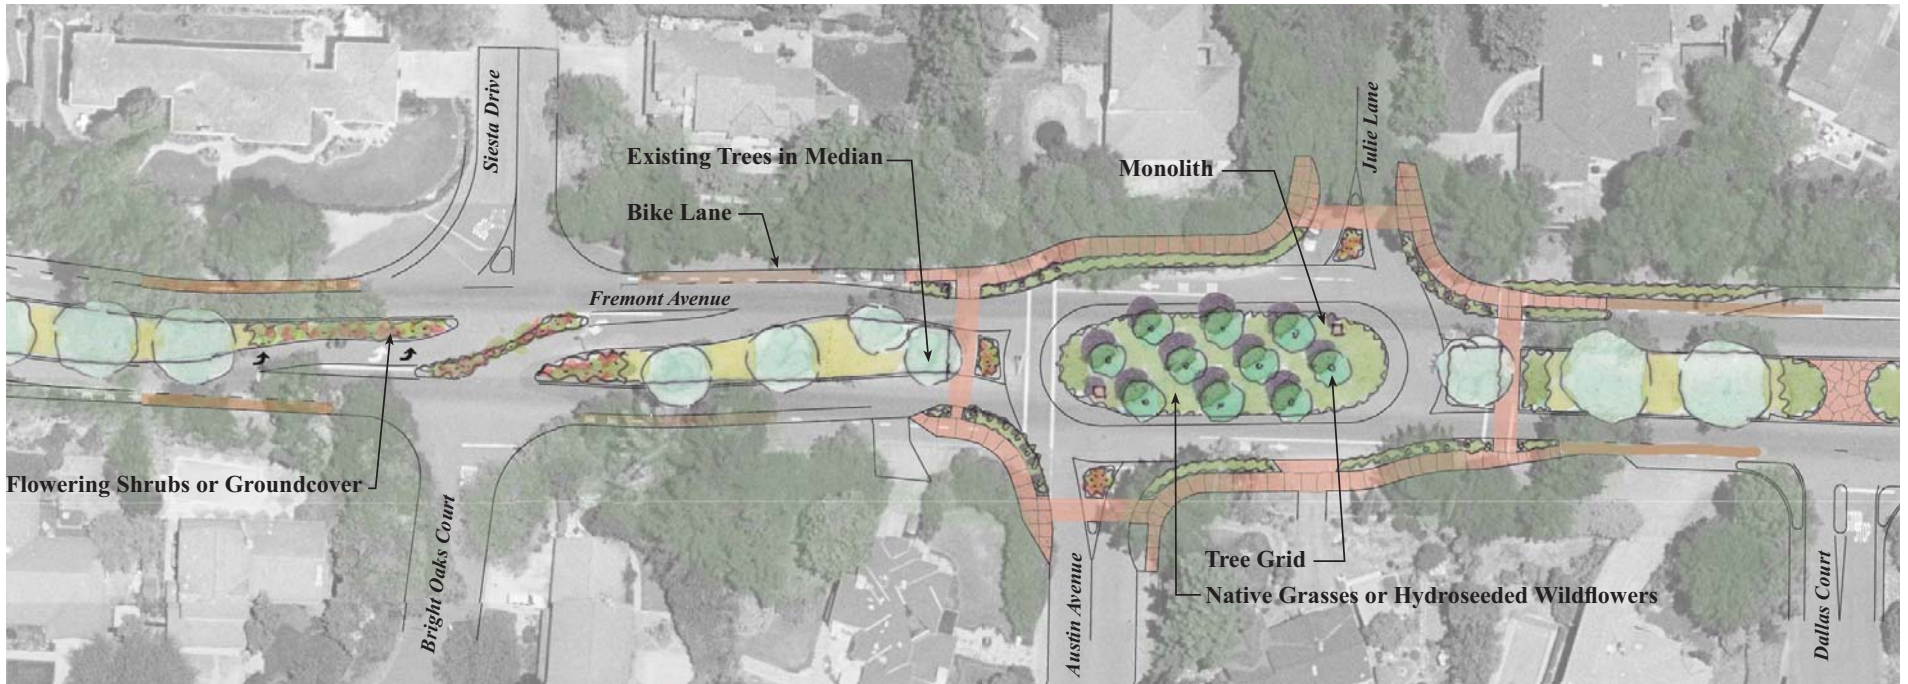 Siesta Drive
Julie Lane
Existing Trees in Median
Monolith
Bike Lane
Fremont Avenue
Flowering Shrubs or Groundcover
Bright Oaks Court
Austin Avenue
Tree Grid
Native Grasses or Hydroseeded Wildflowers
Dallas Court
STOP